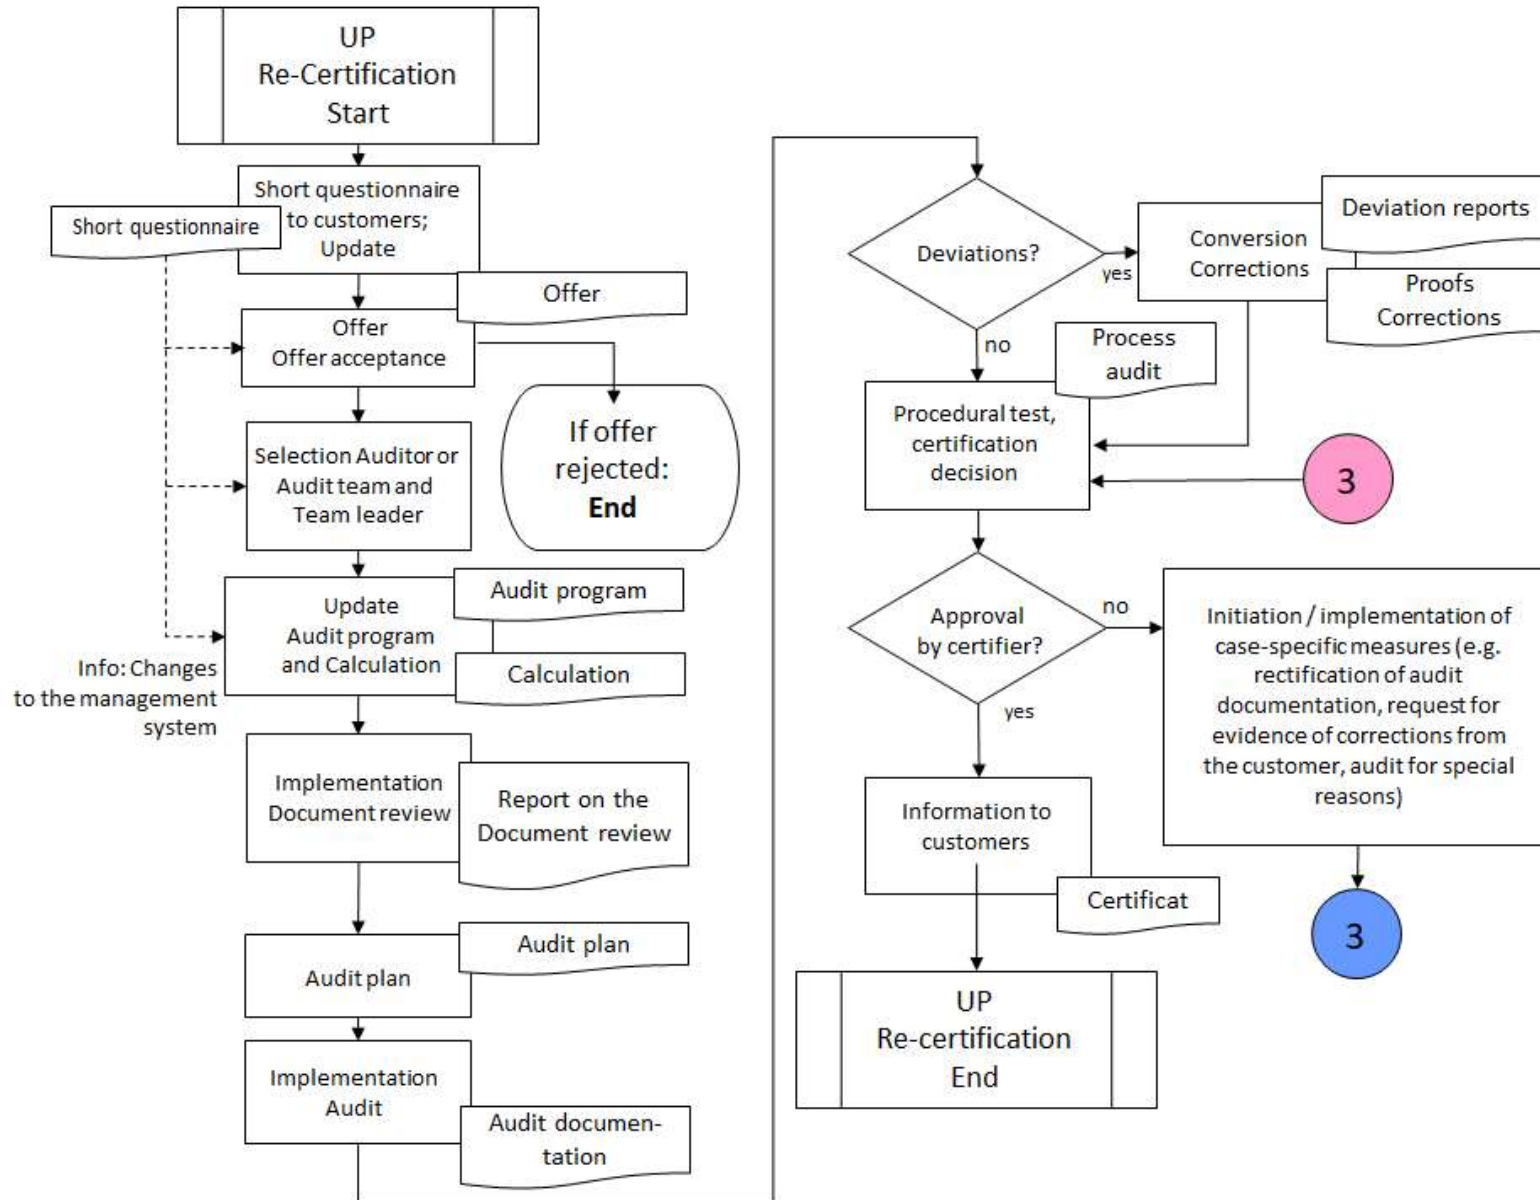 UP
Re-Certification
Start
Short questionnaire
to customers;
Update
Short questionnaire
Offer
Offer
Offer acceptance
If offer
rejected:
End
Selection Auditor or
Audit team and
Team leader
Update
Audit program
and Calculation
Audit program
Calculation
Info: Changes
to the management
system
Implementation
Document review
Report on the
Document review
Audit plan
Audit plan
Implementation
Audit
Audit documen-
tation
Deviations?
yes
no
Conversion
Corrections
Deviation reports
Proofs
Corrections
Process
audit
Procedural test,
certification
decision
3
Approval
by certifier?
no
yes
Initiation / implementation of
case-specific measures (e.g.
rectification of audit
documentation, request for
evidence of corrections from
the customer, audit for special
reasons)
3
Information to
customers
Certificat
UP
Re-certification
End